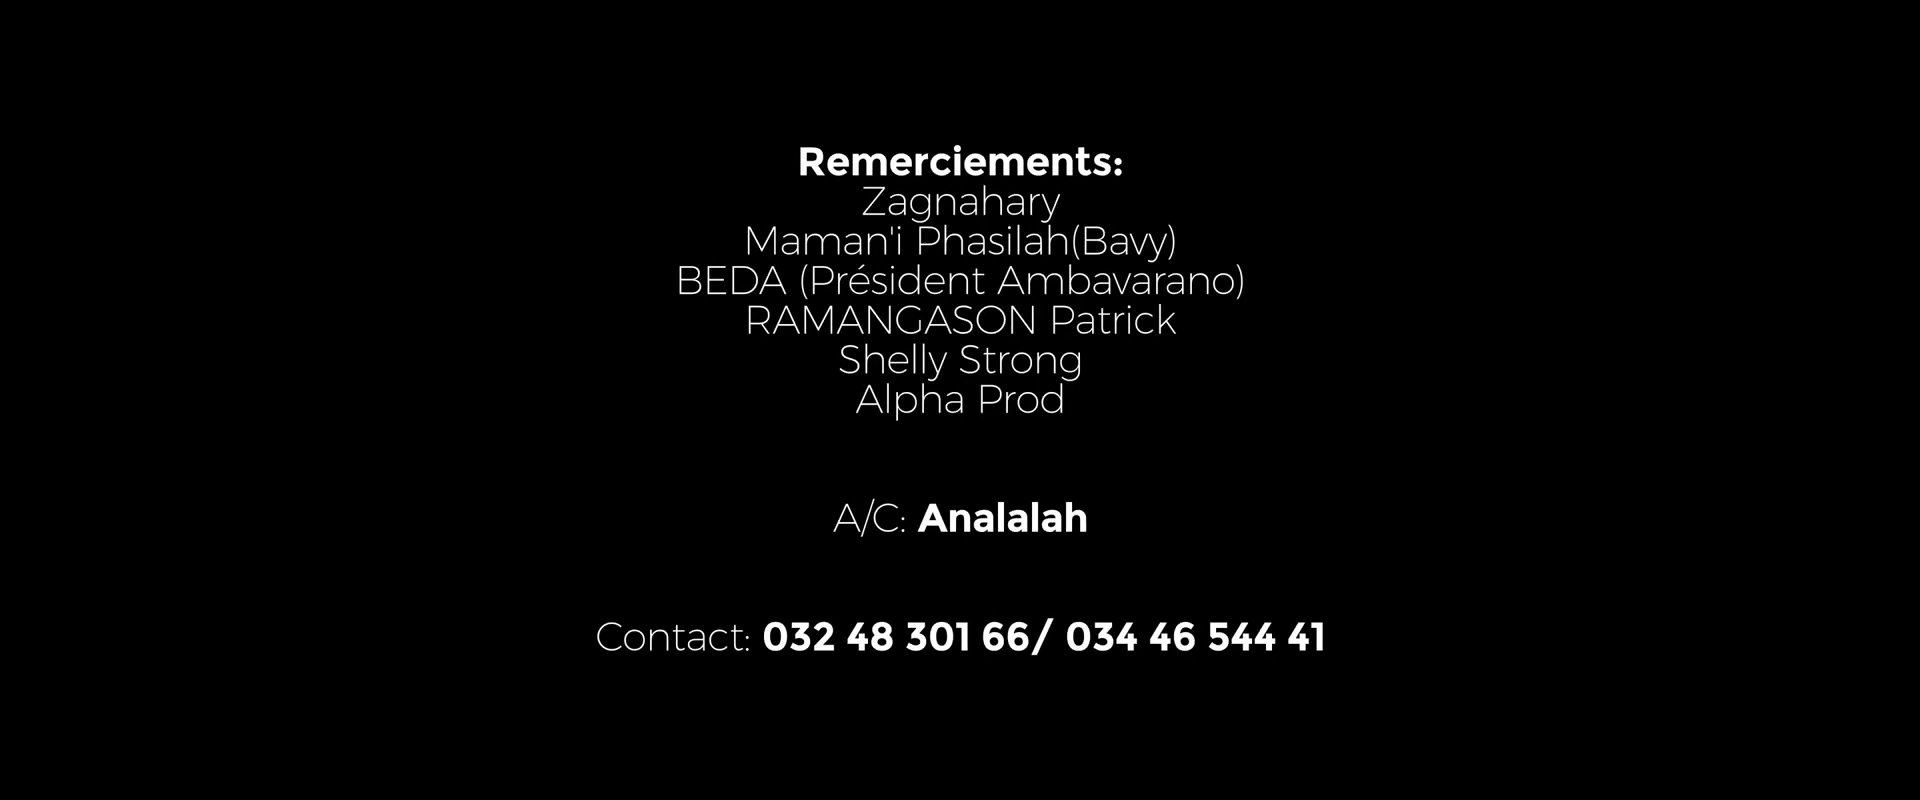 Remerciements:
Zagnahary
Maman'i Phasilah(Bavy)
BEDA (Président Ambavarano)
RAMANGASON Patrick
Shelly Strong
Alpha Prod
A/C: Analalah
Contact: 032 48 301 66/ 034 46 544 41